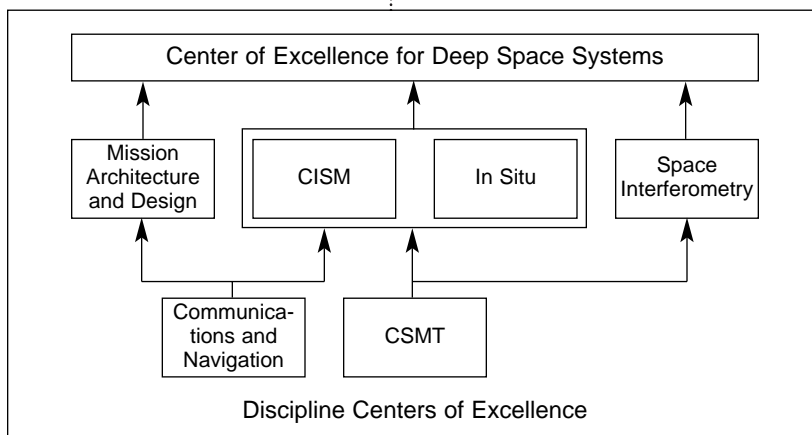 Center of Excellence for Deep Space Systems
Mission
Architecture
and Design
CISM
In Situ
Space
Interferometry
Communica-
tions and
Navigation
CSMT
Discipline Centers of Excellence